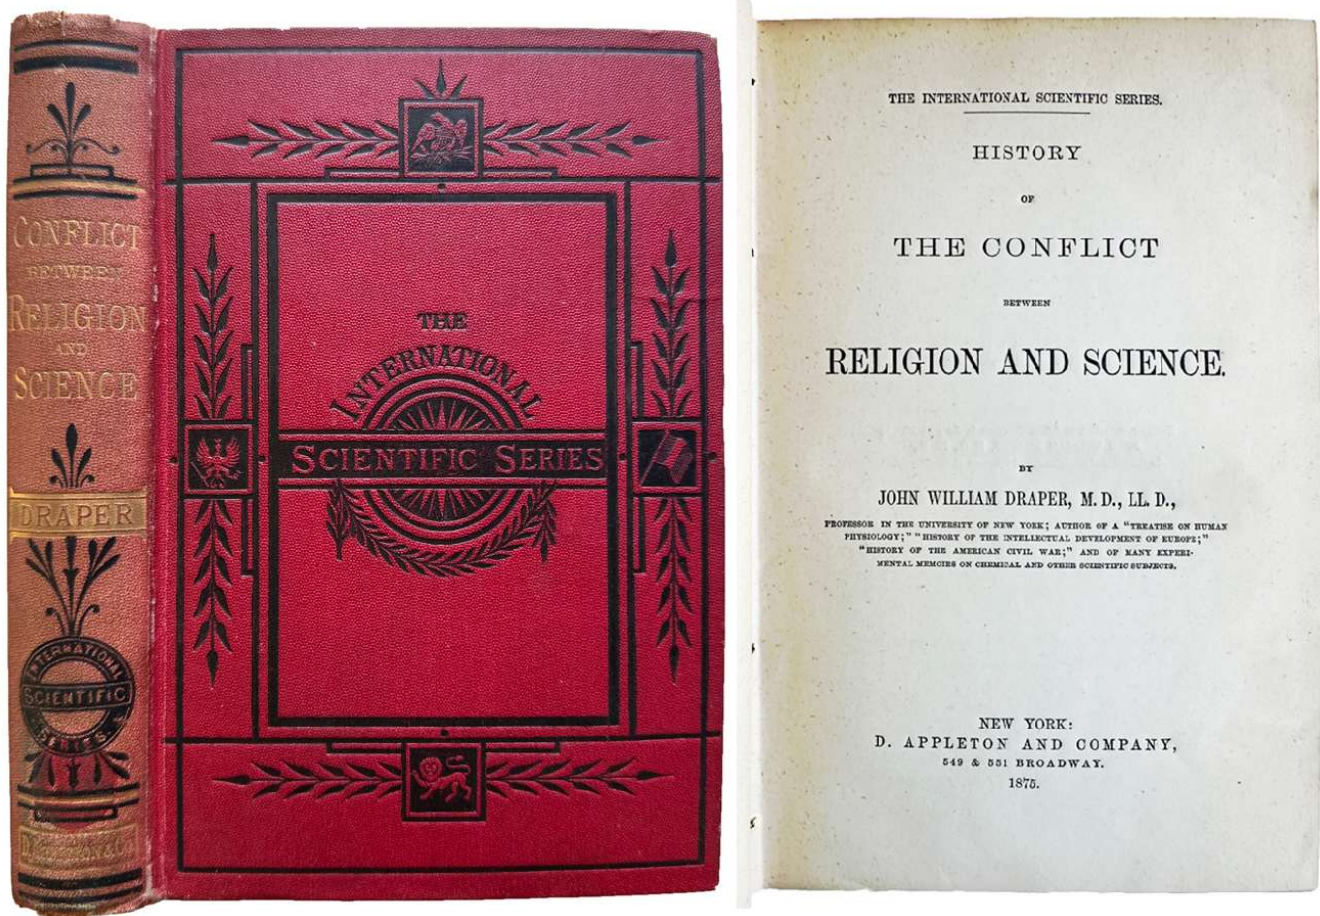 CONFLICT
BETWEEN
RELIGION
AND
SCIENCE
DRAPER
INTERNATIONAL
SCIENTIFIC
SERIES.
THE
INTERNATIONAL
SCIENTIFIC SERIES
THE INTERNATIONAL SCIENTIFIC SERIES.
HISTORY
OF
THE CONFLICT
BETWEEN
RELIGION AND SCIENCE.
BY
JOHN WILLIAM DRAPER, M. D., LL. D.,
PROFESSOR IN THE UNIVERSITY OF NEW YORK; AUTHOR OF A "TREATISE ON HUMAN
PHYSIOLOGY;" "HISTORY OF THE INTELLECTUAL DEVELOPMENT OF EUROPE;"
"HISTORY OF THE AMERICAN CIVIL WAR;" AND OF MANY EXPERI-
MENTAL MEMOIRS ON CHEMICAL AND OTHER SCIENTIFIC SUBJECTS.
NEW YORK:
D. APPLETON AND COMPANY,
549 & 551 BROADWAY.
1875.